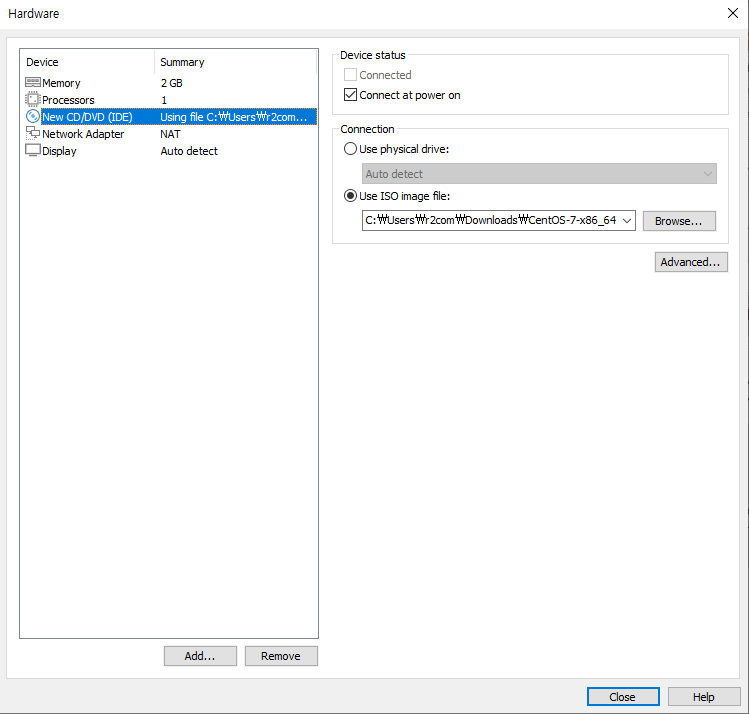 Hardware
Device Summary
Memory 2 GB
Processors 1
New CD/DVD (IDE) Using file C:₩Users₩r2com...
Network Adapter NAT
Display Auto detect
Add... Remove
Device status
Connected
Connect at power on
Connection
Use physical drive:
Auto detect
Use ISO image file:
C:₩Users₩r2com₩Downloads₩CentOS-7-x86_64 Browse...
Advanced...
Close Help